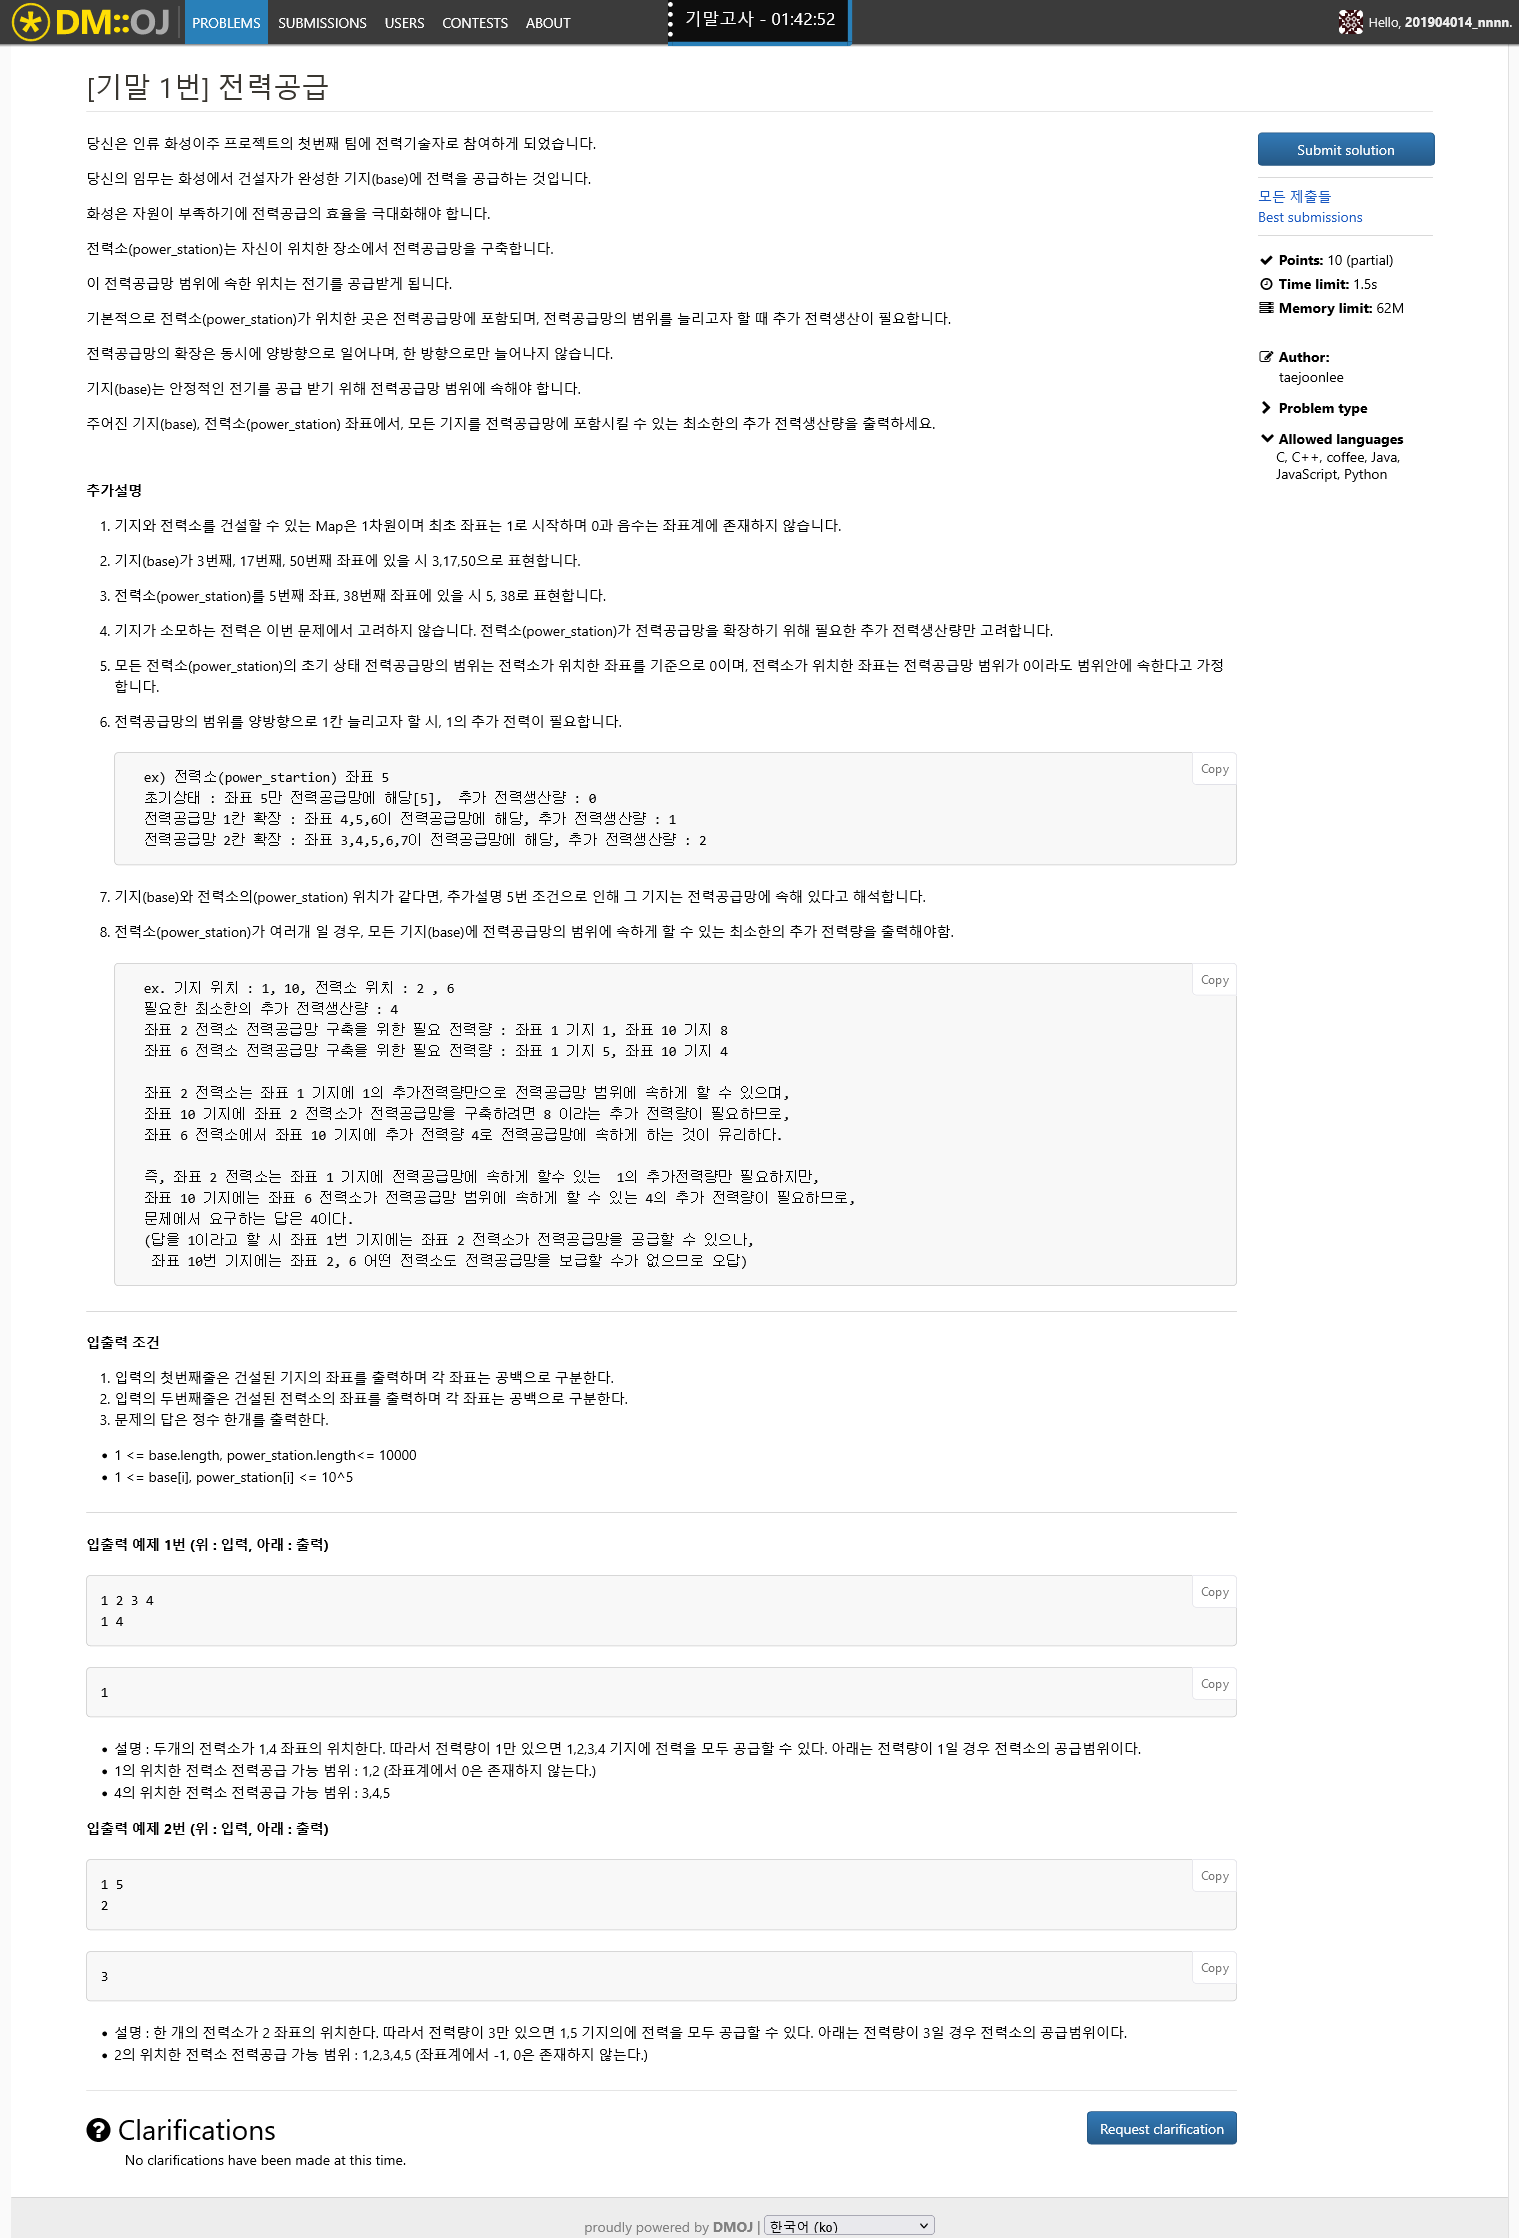 DM::OJ PROBLEMS SUBMISSIONS USERS CONTESTS ABOUT 기말고사 - 01:42:52 Hello, 201904014_nnnn.
[기말 1번] 전력공급
당신은 인류 화성이주 프로젝트의 첫번째 팀에 전력기술자로 참여하게 되었습니다.
당신의 임무는 화성에서 건설자가 완성한 기지(base)에 전력을 공급하는 것입니다.
화성은 자원이 부족하기에 전력공급의 효율을 극대화해야 합니다.
전력소(power_station)는 자신이 위치한 장소에서 전력공급망을 구축합니다.
이 전력공급망 범위에 속한 위치는 전기를 공급받게 됩니다.
기본적으로 전력소(power_station)가 위치한 곳은 전력공급망에 포함되며, 전력공급망의 범위를 늘리고자 할 때 추가 전력생산이 필요합니다.
전력공급망의 확장은 동시에 양방향으로 일어나며, 한 방향으로만 늘어나지 않습니다.
기지(base)는 안정적인 전기를 공급 받기 위해 전력공급망 범위에 속해야 합니다.
주어진 기지(base), 전력소(power_station) 좌표에서, 모든 기지를 전력공급망에 포함시킬 수 있는 최소한의 추가 전력생산량을 출력하세요.
추가설명
1. 기지와 전력소를 건설할 수 있는 Map은 1차원이며 최초 좌표는 1로 시작하며 0과 음수는 좌표계에 존재하지 않습니다.
2. 기지(base)가 3번째, 17번째, 50번째 좌표에 있을 시 3,17,50으로 표현합니다.
3. 전력소(power_station)를 5번째 좌표, 38번째 좌표에 있을 시 5, 38로 표현합니다.
4. 기지가 소모하는 전력은 이번 문제에서 고려하지 않습니다. 전력소(power_station)가 전력공급망을 확장하기 위해 필요한 추가 전력생산량만 고려합니다.
5. 모든 전력소(power_station)의 초기 상태 전력공급망의 범위는 전력소가 위치한 좌표를 기준으로 0이며, 전력소가 위치한 좌표는 전력공급망 범위가 0이라도 범위안에 속한다고 가정
합니다.
6. 전력공급망의 범위를 양방향으로 1칸 늘리고자 할 시, 1의 추가 전력이 필요합니다.
Copy
ex) 전력소(power_startion) 좌표 5
초기상태 : 좌표 5만 전력공급망에 해당[5],  추가 전력생산량 : 0
전력공급망 1칸 확장 : 좌표 4,5,6이 전력공급망에 해당, 추가 전력생산량 : 1
전력공급망 2칸 확장 : 좌표 3,4,5,6,7이 전력공급망에 해당, 추가 전력생산량 : 2
7. 기지(base)와 전력소의(power_station) 위치가 같다면, 추가설명 5번 조건으로 인해 그 기지는 전력공급망에 속해 있다고 해석합니다.
8. 전력소(power_station)가 여러개 일 경우, 모든 기지(base)에 전력공급망의 범위에 속하게 할 수 있는 최소한의 추가 전력량을 출력해야함.
Copy
ex. 기지 위치 : 1, 10, 전력소 위치 : 2 , 6
필요한 최소한의 추가 전력생산량 : 4
좌표 2 전력소 전력공급망 구축을 위한 필요 전력량 : 좌표 1 기지 1, 좌표 10 기지 8
좌표 6 전력소 전력공급망 구축을 위한 필요 전력량 : 좌표 1 기지 5, 좌표 10 기지 4
좌표 2 전력소는 좌표 1 기지에 1의 추가전력량만으로 전력공급망 범위에 속하게 할 수 있으며,
좌표 10 기지에 좌표 2 전력소가 전력공급망을 구축하려면 8 이라는 추가 전력량이 필요하므로,
좌표 6 전력소에서 좌표 10 기지에 추가 전력량 4로 전력공급망에 속하게 하는 것이 유리하다.
즉, 좌표 2 전력소는 좌표 1 기지에 전력공급망에 속하게 할수 있는  1의 추가전력량만 필요하지만,
좌표 10 기지에는 좌표 6 전력소가 전력공급망 범위에 속하게 할 수 있는 4의 추가 전력량이 필요하므로,
문제에서 요구하는 답은 4이다.
(답을 1이라고 할 시 좌표 1번 기지에는 좌표 2 전력소가 전력공급망을 공급할 수 있으나,
좌표 10번 기지에는 좌표 2, 6 어떤 전력소도 전력공급망을 보급할 수가 없으므로 오답)
입출력 조건
1. 입력의 첫번째줄은 건설된 기지의 좌표를 출력하며 각 좌표는 공백으로 구분한다.
2. 입력의 두번째줄은 건설된 전력소의 좌표를 출력하며 각 좌표는 공백으로 구분한다.
3. 문제의 답은 정수 한개를 출력한다.
• 1 <= base.length, power_station.length<= 10000
• 1 <= base[i], power_station[i] <= 10^5
입출력 예제 1번 (위 : 입력, 아래 : 출력)
Copy
1 2 3 4
1 4
Copy
1
• 설명 : 두개의 전력소가 1,4 좌표의 위치한다. 따라서 전력량이 1만 있으면 1,2,3,4 기지에 전력을 모두 공급할 수 있다. 아래는 전력량이 1일 경우 전력소의 공급범위이다.
• 1의 위치한 전력소 전력공급 가능 범위 : 1,2 (좌표계에서 0은 존재하지 않는다.)
• 4의 위치한 전력소 전력공급 가능 범위 : 3,4,5
입출력 예제 2번 (위 : 입력, 아래 : 출력)
Copy
1 5
2
Copy
3
• 설명 : 한 개의 전력소가 2 좌표의 위치한다. 따라서 전력량이 3만 있으면 1,5 기지의에 전력을 모두 공급할 수 있다. 아래는 전력량이 3일 경우 전력소의 공급범위이다.
• 2의 위치한 전력소 전력공급 가능 범위 : 1,2,3,4,5 (좌표계에서 -1, 0은 존재하지 않는다.)
Clarifications
Request clarification
No clarifications have been made at this time.
Submit solution
모든 제출들
Best submissions
Points: 10 (partial)
Time limit: 1.5s
Memory limit: 62M
Author:
taejoonlee
Problem type
Allowed languages
C, C++, coffee, Java,
JavaScript, Python
proudly powered by DMOJ | 한국어 (ko)